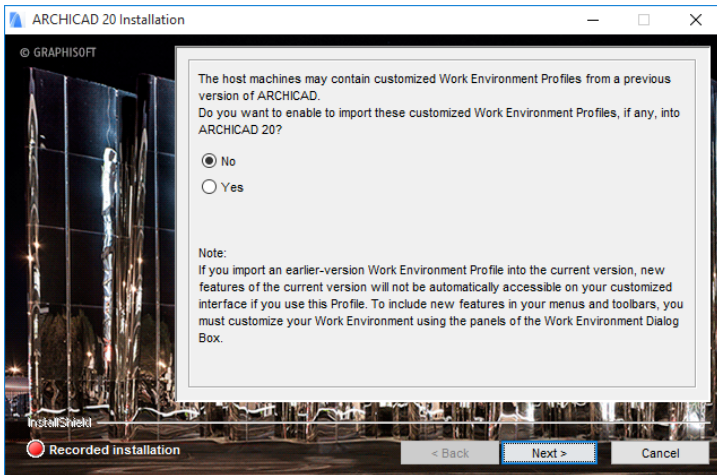 ARCHICAD 20 Installation
© GRAPHISOFT
The host machines may contain customized Work Environment Profiles from a previous
version of ARCHICAD.
Do you want to enable to import these customized Work Environment Profiles, if any, into
ARCHICAD 20?
No
Yes
Note:
If you import an earlier-version Work Environment Profile into the current version, new
features of the current version will not be automatically accessible on your customized
interface if you use this Profile. To include new features in your menus and toolbars, you
must customize your Work Environment using the panels of the Work Environment Dialog
Box.
InstallShield
Recorded installation
< Back
Next >
Cancel